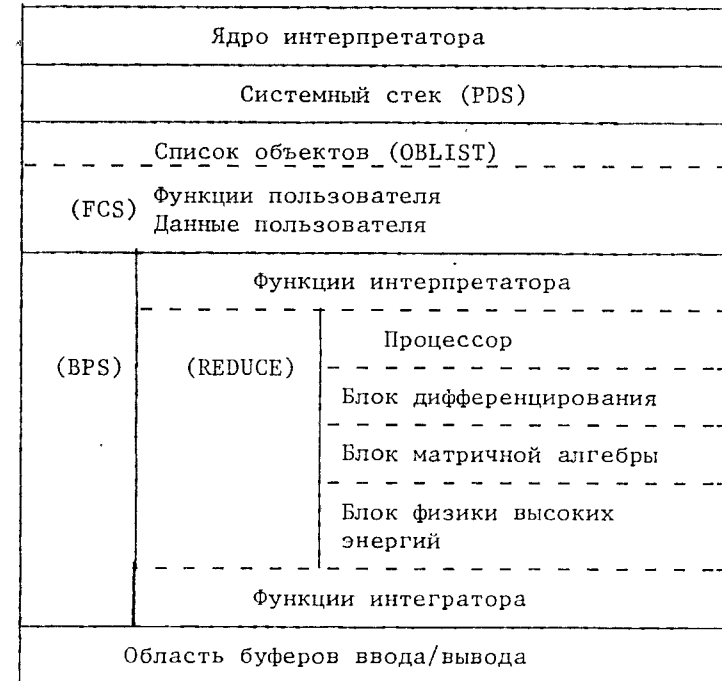 Ядро интерпретатора
Системный стек (PDS)
Список объектов (OBLIST)
(FCS) Функции пользователя
Данные пользователя
Функции интерпретатора
Процессор
(BPS) (REDUCE)
Блок дифференцирования
Блок матричной алгебры
Блок физики высоких
энергий
Функции интегратора
Область буферов ввода/вывода